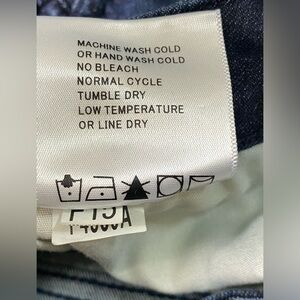 MACHINE WASH COLD
OR HAND WASH COLD
NO BLEACH
NORMAL CYCLE
TUMBLE DRY
LOW TEMPERATURE
OR LINE DRY